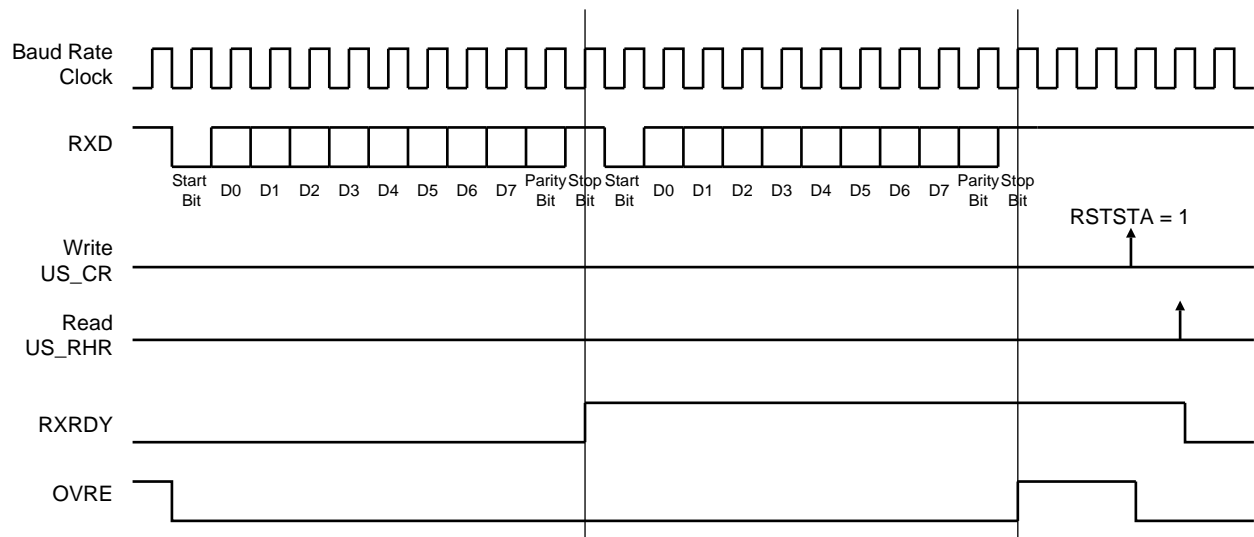 Baud Rate
Clock
RXD
Start
Bit
D0
D1
D2
D3
D4
D5
D6
D7
Parity
Bit
Stop
Bit
Start
Bit
D0
D1
D2
D3
D4
D5
D6
D7
Parity
Bit
Stop
Bit
RSTSTA = 1
Write
US_CR
Read
US_RHR
RXRDY
OVRE